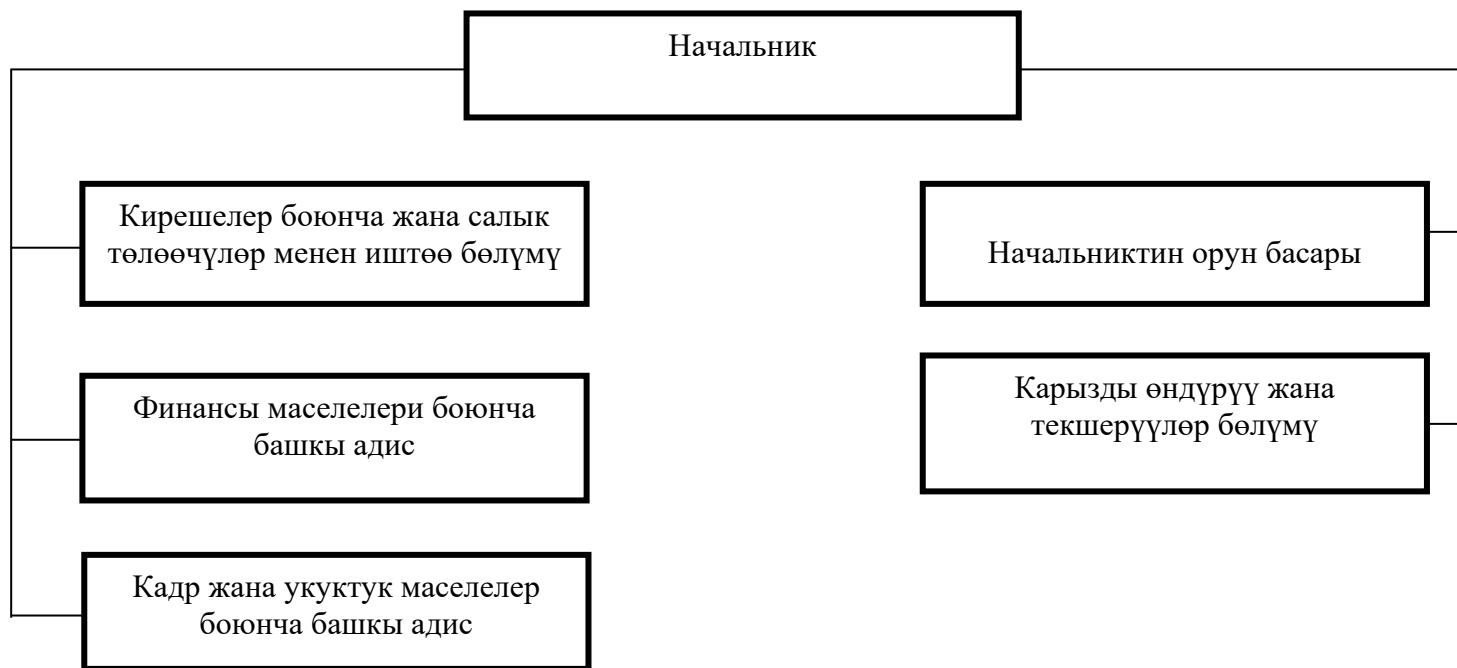 Начальник
Кирешелер боюнча жана салык
төлөөчүлөр менен иштөө бөлүмү
Начальниктин орун басары
Финансы маселелери боюнча
башкы адис
Карызды өндүрүү жана
текшерүүлөр бөлүмү
Кадр жана укуктук маселелер
боюнча башкы адис